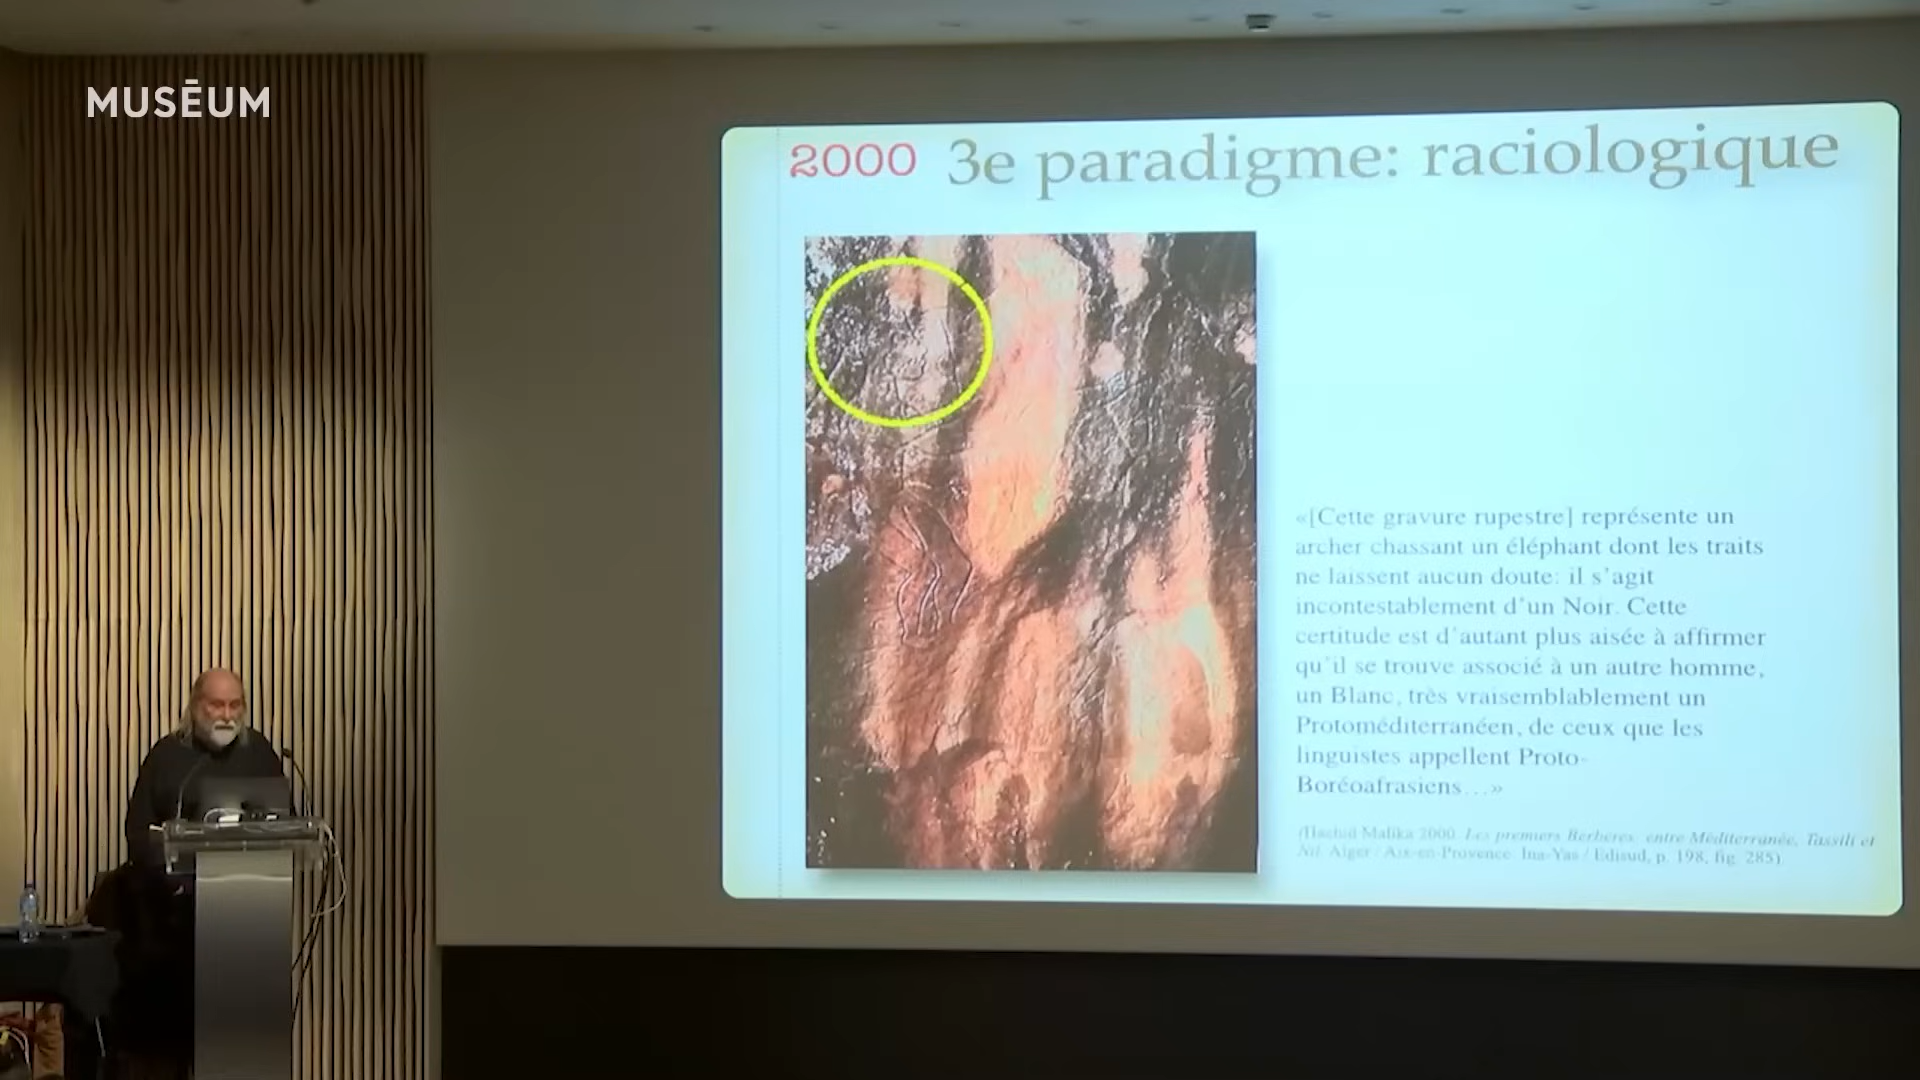 MUSĒUM
2000 3e paradigme: raciologique
«[Cette gravure rupestre] représente un
archer chassant un éléphant dont les traits
ne laissent aucun doute: il s'agit
incontestablement d'un Noir. Cette
certitude est d'autant plus aisée à affirmer
qu'il se trouve associé à un autre homme,
un Blanc, très vraisemblablement un
Protoméditerranéen, de ceux que les
linguistes appellent Proto-
Boréoafrasiens…»
(Hachid Malika 2000. Les premiers Berberes entre Méditerranée, Tassili et
Nil. Alger / Aix-en-Provence: Ina-Yas / Edisud, p. 198, fig. 285)